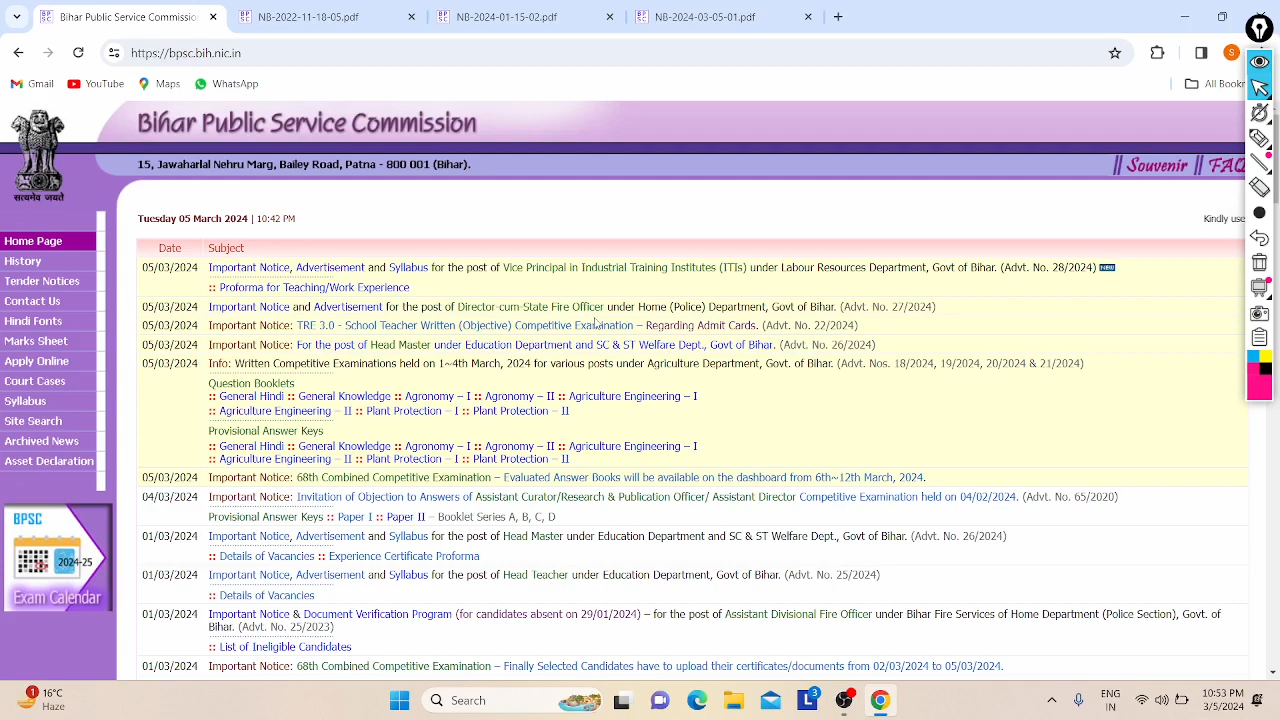 NB-2024-03-05-02.pdf
NB-2024-01-15-02.pdf
NB-2024-03-05-01.pdf
https://bpsc.bih.nic.in
S
Gmail YouTube Maps WhatsApp All Bookr
Bihar Public Service Commission
15, Jawaharlal Nehru Marg, Bailey Road, Patna - 800 001 (Bihar).
|| Souvenir || FAQ
सत्यमेव जयते
Tuesday 05 March 2024 | 10:42 PM
Kindly use
Home Page
History
Tender Notices
Contact Us
Hindi Fonts
Marks Sheet
Apply Online
Court Cases
Syllabus
Site Search
Archived News
Asset Declaration
BPSC
2024-25
Exam Calendar
Date Subject
05/03/2024 Important Notice, Advertisement and Syllabus for the post of Vice Principal in Industrial Training Institutes (ITIs) under Labour Resources Department, Govt of Bihar. (Advt. No. 28/2024) NEW
:: Proforma for Teaching/Work Experience
05/03/2024 Important Notice and Advertisement for the post of Director-cum-State Fire Officer under Home (Police) Department, Govt of Bihar. (Advt. No. 27/2024)
05/03/2024 Important Notice: TRE 3.0 - School Teacher Written (Objective) Competitive Examination – Regarding Admit Cards. (Advt. No. 22/2024)
05/03/2024 Important Notice: For the post of Head Master under Education Department and SC & ST Welfare Dept., Govt of Bihar. (Advt. No. 26/2024)
05/03/2024 Info: Written Competitive Examinations held on 1~4th March, 2024 for various posts under Agriculture Department, Govt of Bihar. (Advt. Nos. 18/2024, 19/2024, 20/2024 & 21/2024)
Question Booklets
:: General Hindi :: General Knowledge :: Agronomy – I :: Agronomy – II :: Agriculture Engineering – I
:: Agriculture Engineering – II :: Plant Protection – I :: Plant Protection – II
Provisional Answer Keys
:: General Hindi :: General Knowledge :: Agronomy – I :: Agronomy – II :: Agriculture Engineering – I
:: Agriculture Engineering – II :: Plant Protection – I :: Plant Protection – II
05/03/2024 Important Notice: 68th Combined Competitive Examination – Evaluated Answer Books will be available on the dashboard from 6th~12th March, 2024.
04/03/2024 Important Notice: Invitation of Objection to Answers of Assistant Curator/Research & Publication Officer/ Assistant Director Competitive Examination held on 04/02/2024. (Advt. No. 65/2020)
Provisional Answer Keys :: Paper I :: Paper II – Booklet Series A, B, C, D
01/03/2024 Important Notice, Advertisement and Syllabus for the post of Head Master under Education Department and SC & ST Welfare Dept., Govt of Bihar. (Advt. No. 26/2024)
:: Details of Vacancies :: Experience Certificate Proforma
01/03/2024 Important Notice, Advertisement and Syllabus for the post of Head Teacher under Education Department, Govt of Bihar. (Advt. No. 25/2024)
:: Details of Vacancies
01/03/2024 Important Notice & Document Verification Program (for candidates absent on 29/01/2024) – for the post of Assistant Divisional Fire Officer under Bihar Fire Services of Home Department (Police Section), Govt. of
Bihar. (Advt. No. 25/2023)
:: List of Ineligible Candidates
01/03/2024 Important Notice: 68th Combined Competitive Examination – Finally Selected Candidates have to upload their certificates/documents from 02/03/2024 to 05/03/2024.
1 16°C Search 3 ENG IN 10:53 PM
3/5/2024